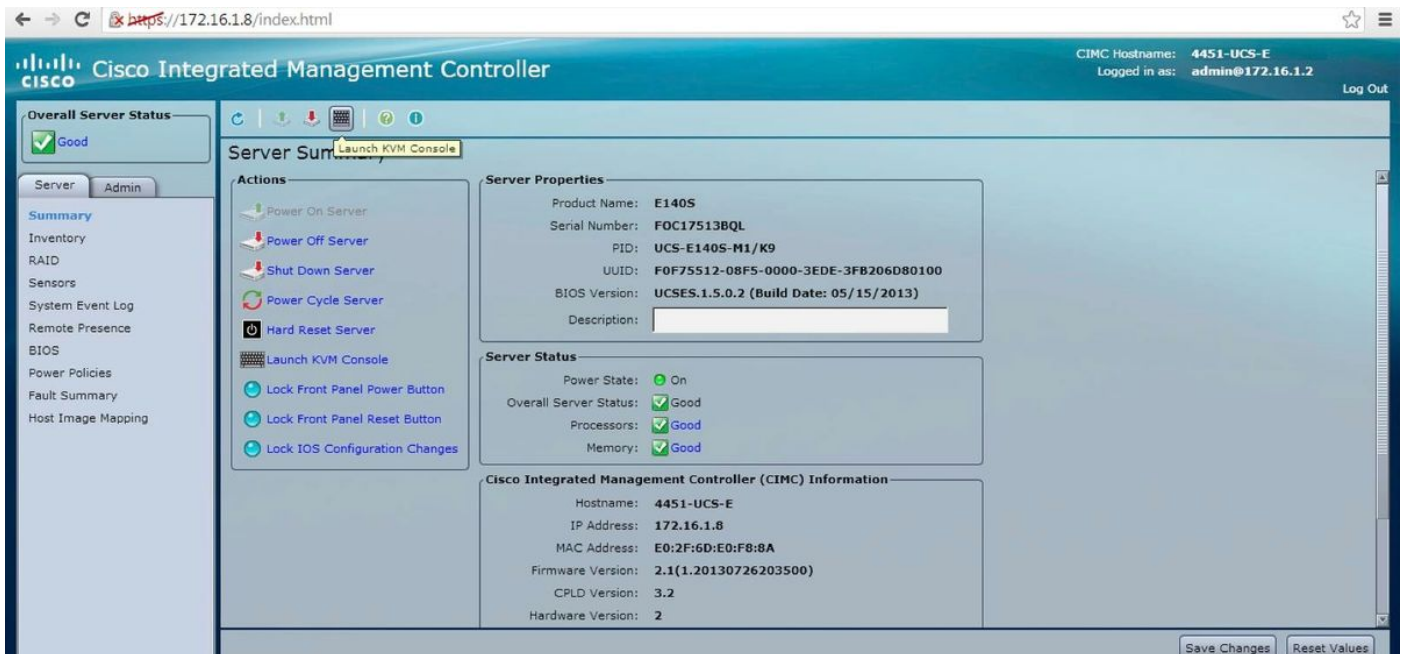 https://172.16.1.8/index.html
CISCO
Cisco Integrated Management Controller
CIMC Hostname: 4451-UCS-E
Logged in as: admin@172.16.1.2
Log Out
Overall Server Status
Good
Launch KVM Console
Server Admin
Summary
Inventory
RAID
Sensors
System Event Log
Remote Presence
BIOS
Power Policies
Fault Summary
Host Image Mapping
Server
Actions
Power On Server
Power Off Server
Shut Down Server
Power Cycle Server
Hard Reset Server
Launch KVM Console
Lock Front Panel Power Button
Lock Front Panel Reset Button
Lock IOS Configuration Changes
Server Properties
Product Name: E140S
Serial Number: FOC17513BQL
PID: UCS-E140S-M1/K9
UUID: F0F75512-08F5-0000-3EDE-3FB206D80100
BIOS Version: UCSES.1.5.0.2 (Build Date: 05/15/2013)
Description:
Server Status
Power State: On
Overall Server Status: Good
Processors: Good
Memory: Good
Cisco Integrated Management Controller (CIMC) Information
Hostname: 4451-UCS-E
IP Address: 172.16.1.8
MAC Address: E0:2F:6D:E0:F8:8A
Firmware Version: 2.1(1.20130726203500)
CPLD Version: 3.2
Hardware Version: 2
Save Changes Reset Values